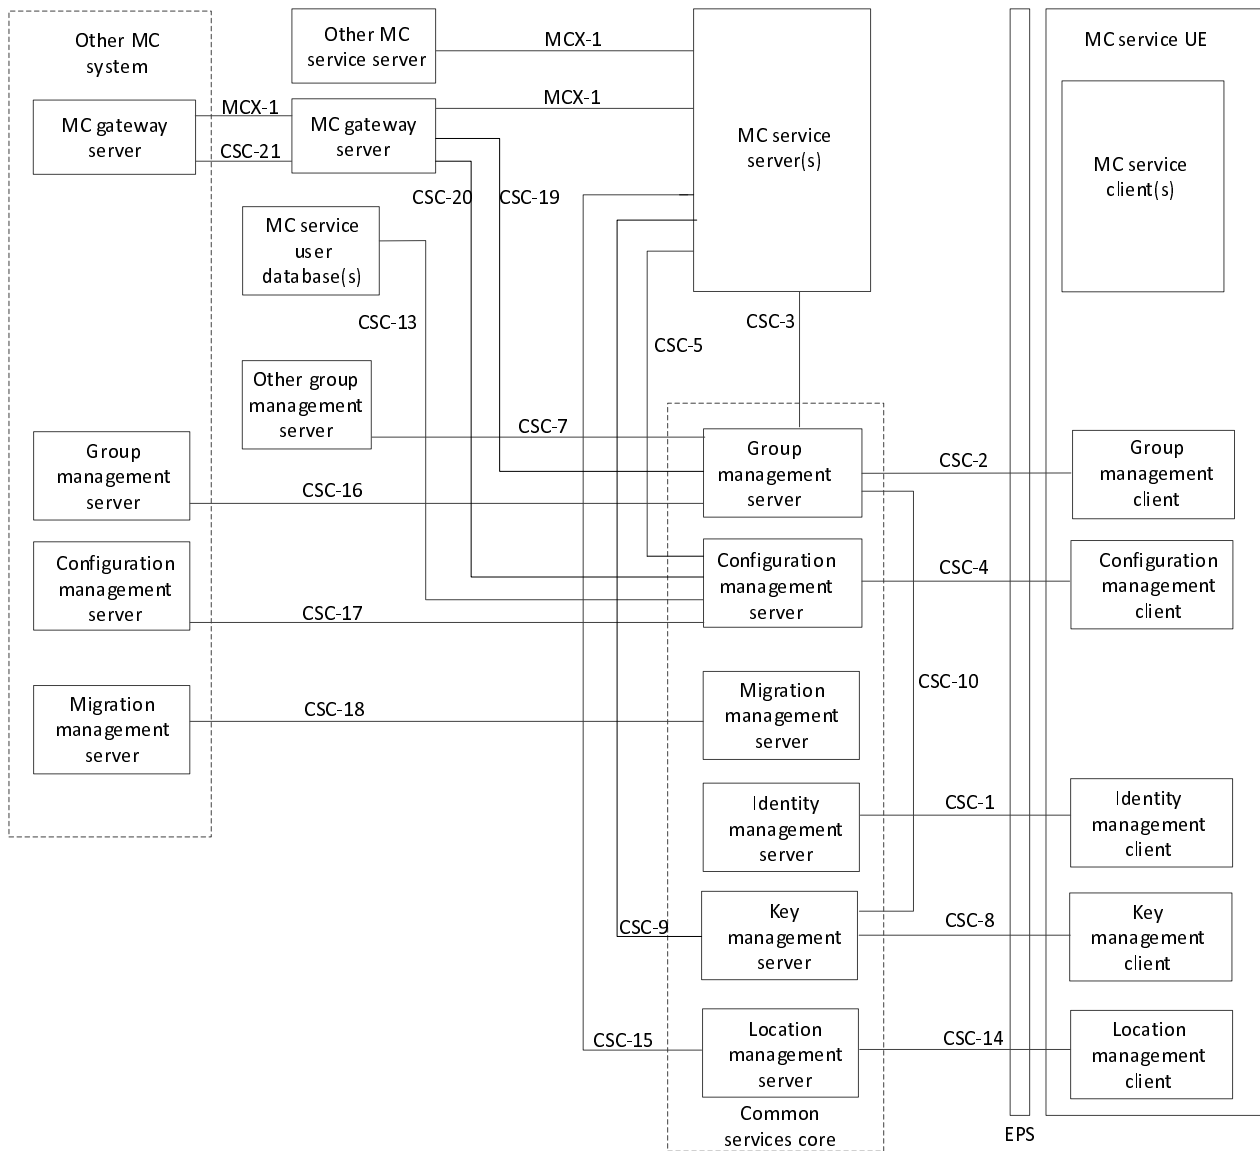 Other MC
system
Other MC
service server
MCX-1
MC service UE
MCX-1
MC gateway
server
MCX-1
CSC-21
MC gateway
server
MC service
server(s)
MC service
client(s)
CSC-20
CSC-19
MC service
user
database(s)
CSC-13
CSC-3
CSC-5
Other group
management
server
CSC-7
Group
management
server
CSC-16
Group
management
server
CSC-2
Group
management
client
Configuration
management
server
CSC-17
Configuration
management
server
CSC-4
Configuration
management
client
CSC-10
Migration
management
server
CSC-18
Migration
management
server
Identity
management
server
CSC-1
Identity
management
client
CSC-9
Key
management
server
CSC-8
Key
management
client
CSC-15
Location
management
server
CSC-14
Location
management
client
Common
services core
EPS